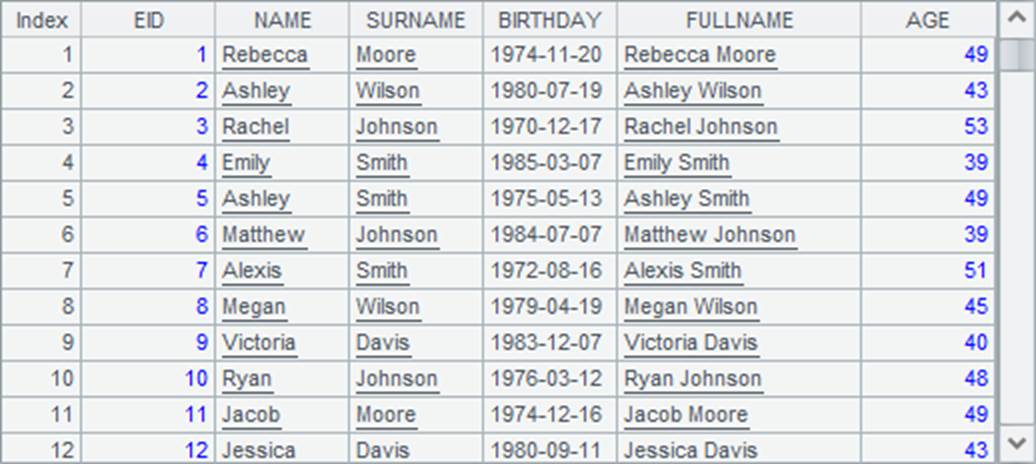 Index EID NAME SURNAME BIRTHDAY FULLNAME AGE
1 1 Rebecca Moore 1974-11-20 Rebecca Moore 49
2 2 Ashley Wilson 1980-07-19 Ashley Wilson 43
3 3 Rachel Johnson 1970-12-17 Rachel Johnson 53
4 4 Emily Smith 1985-03-07 Emily Smith 39
5 5 Ashley Smith 1975-05-13 Ashley Smith 49
6 6 Matthew Johnson 1984-07-07 Matthew Johnson 39
7 7 Alexis Smith 1972-08-16 Alexis Smith 51
8 8 Megan Wilson 1979-04-19 Megan Wilson 45
9 9 Victoria Davis 1983-12-07 Victoria Davis 40
10 10 Ryan Johnson 1976-03-12 Ryan Johnson 48
11 11 Jacob Moore 1974-12-16 Jacob Moore 49
12 12 Jessica Davis 1980-09-11 Jessica Davis 43